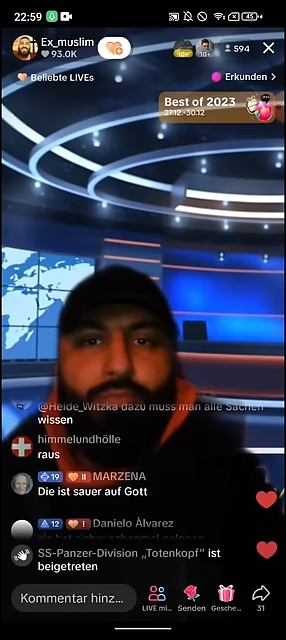 22:59
45
Ex_muslim
93.0K
10+
10+
594
Beliebte LIVEs
Erkunden
Best of 2023
27.12.-30.12
@Heide_Witzka dazu muss man alle Sachen
wissen
himmelundhölle
raus
19 II MARZENA
Die ist sauer auf Gott
12 I Danielo Àlvarez
SS-Panzer-Division „Totenkopf“ ist
beigetreten
Kommentar hinz...
LIVE mi...
Senden
Gesche...
31